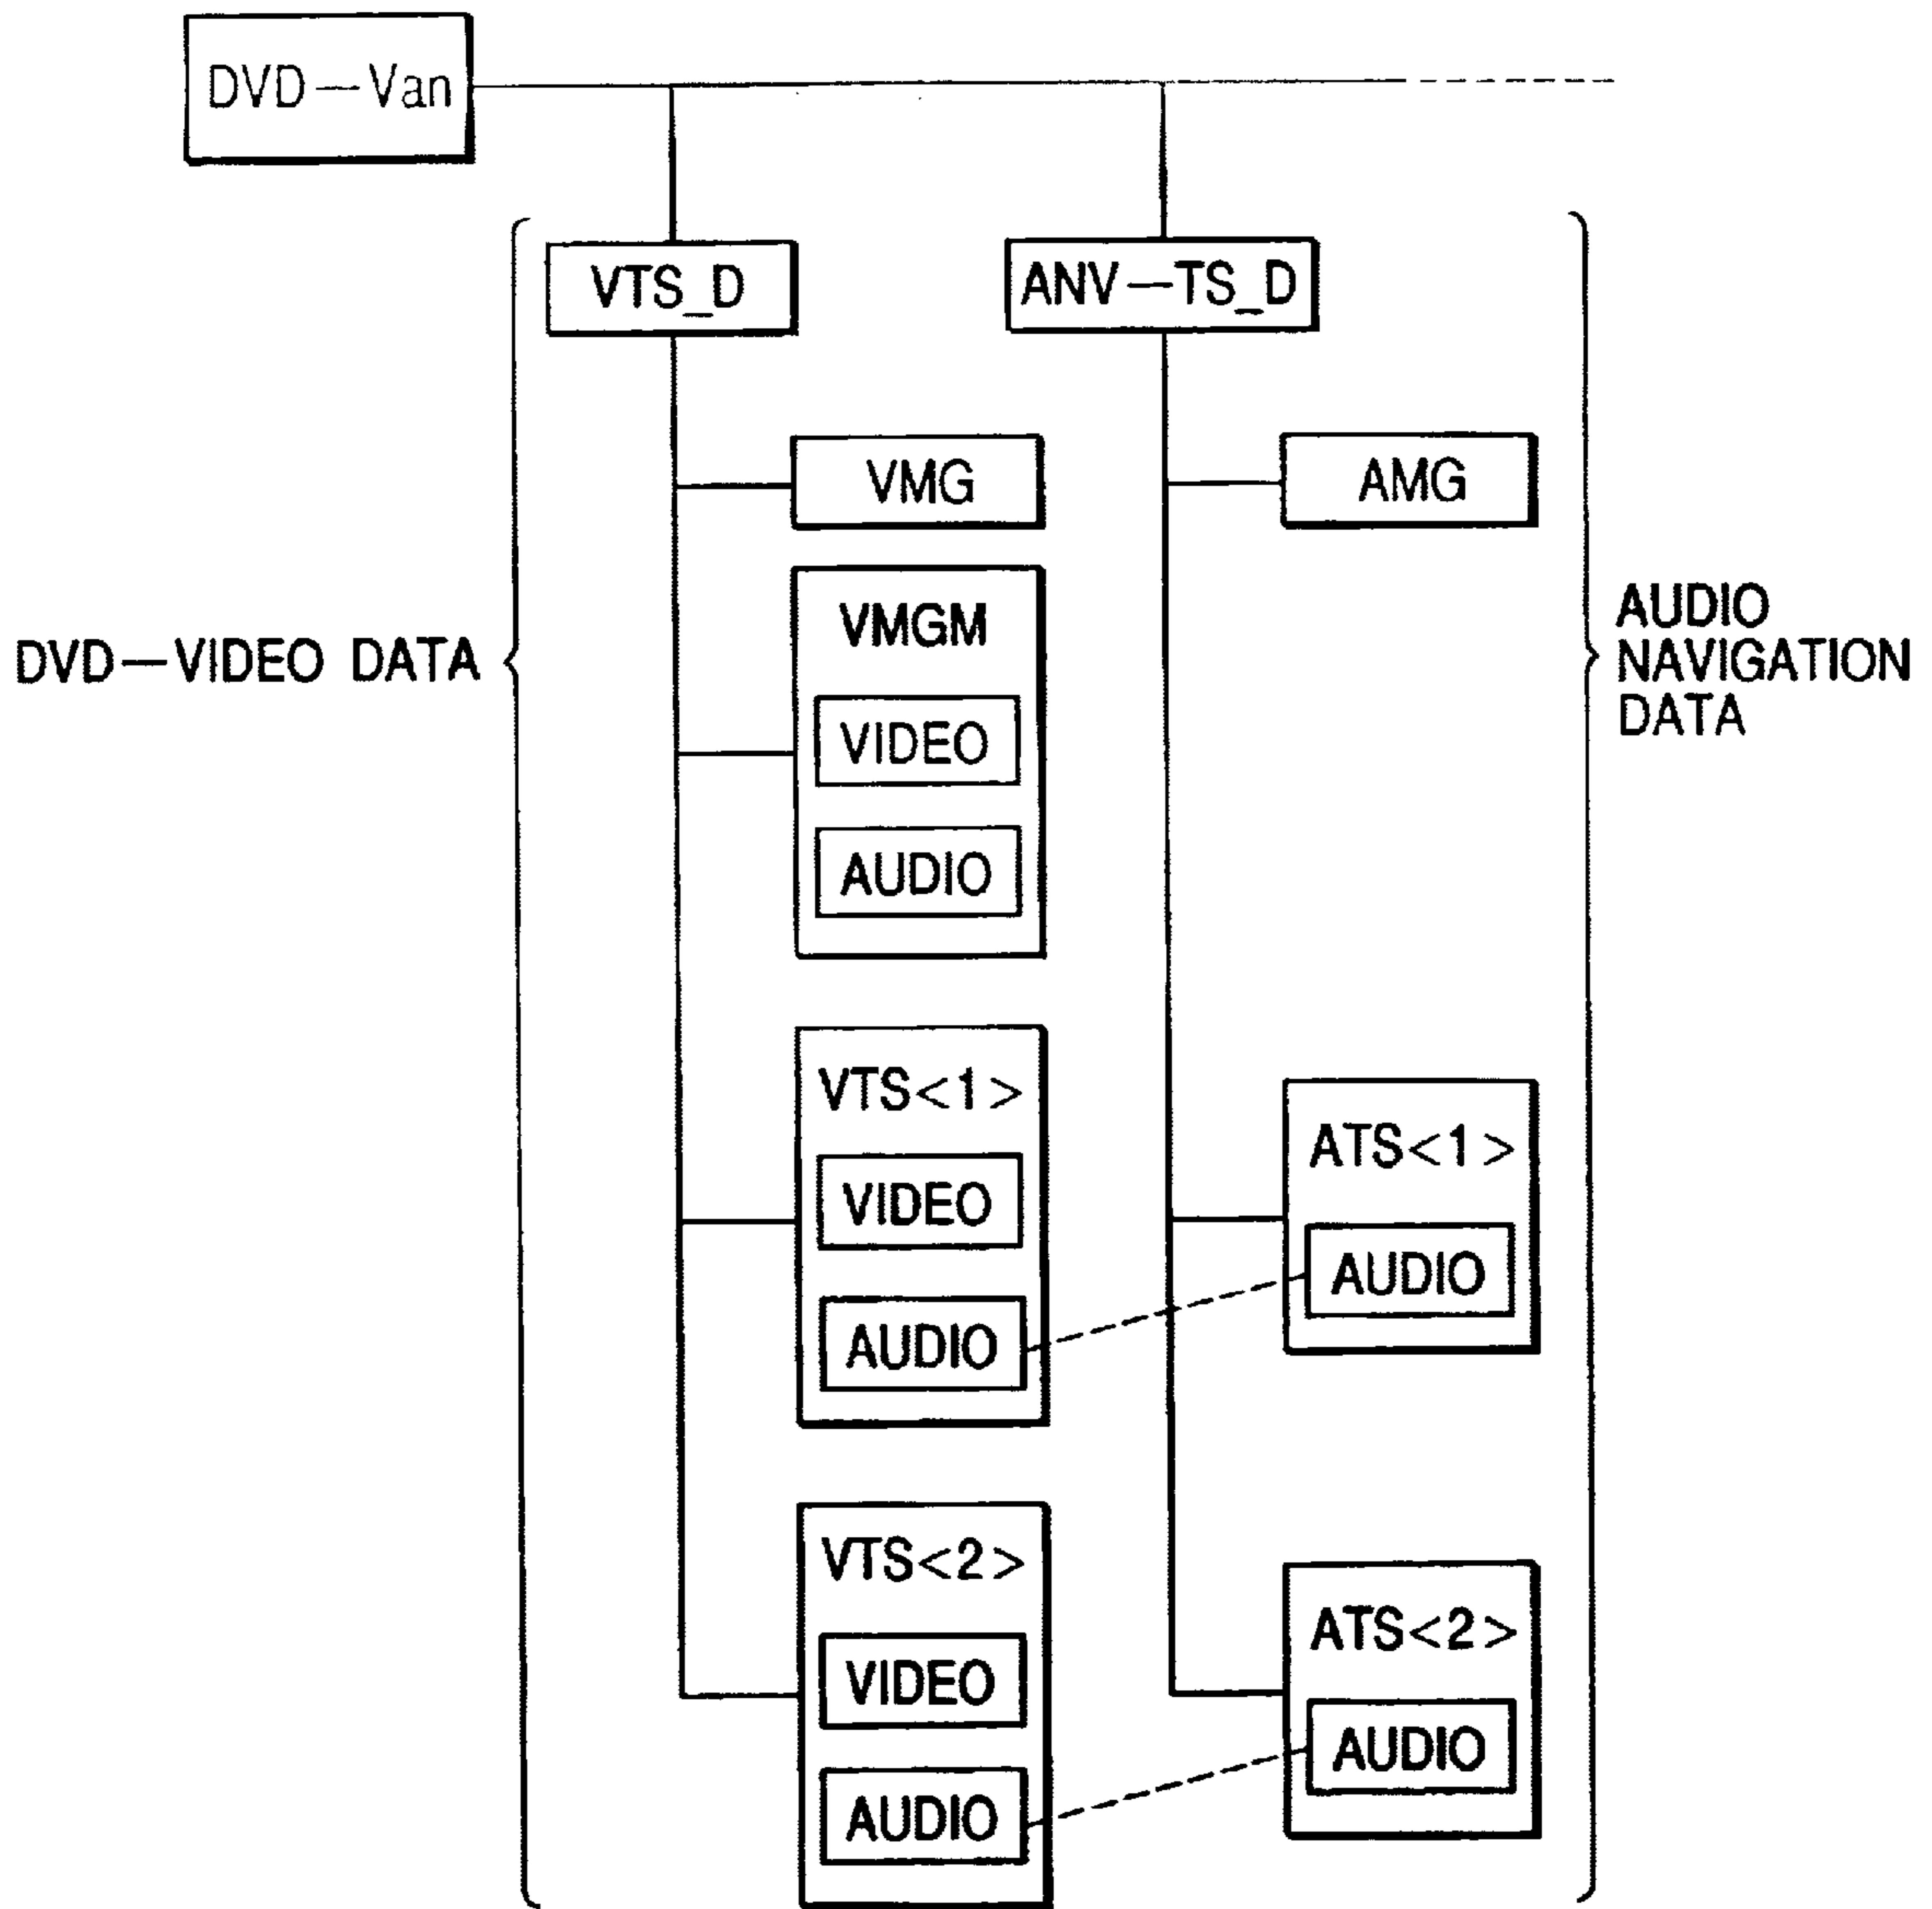 DVD—Van
VTS_D
ANV—TS_D
VMG
AMG
VMGM
VIDEO
AUDIO
DVD—VIDEO DATA
AUDIO
NAVIGATION
DATA
VTS<1>
VIDEO
AUDIO
ATS<1>
AUDIO
VTS<2>
VIDEO
AUDIO
ATS<2>
AUDIO